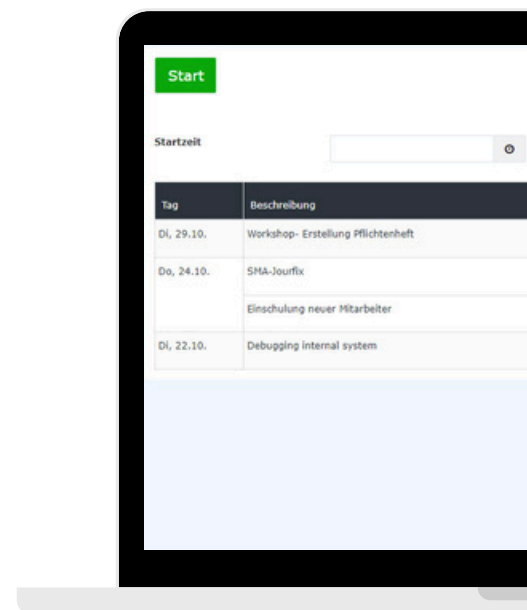 Start
Startzeit
Tag Beschreibung
Di, 29.10. Workshop- Erstellung Pflichtenheft
Do, 24.10. SMA-Jourfix
Einschulung neuer Mitarbeiter
Di, 22.10. Debugging internal system